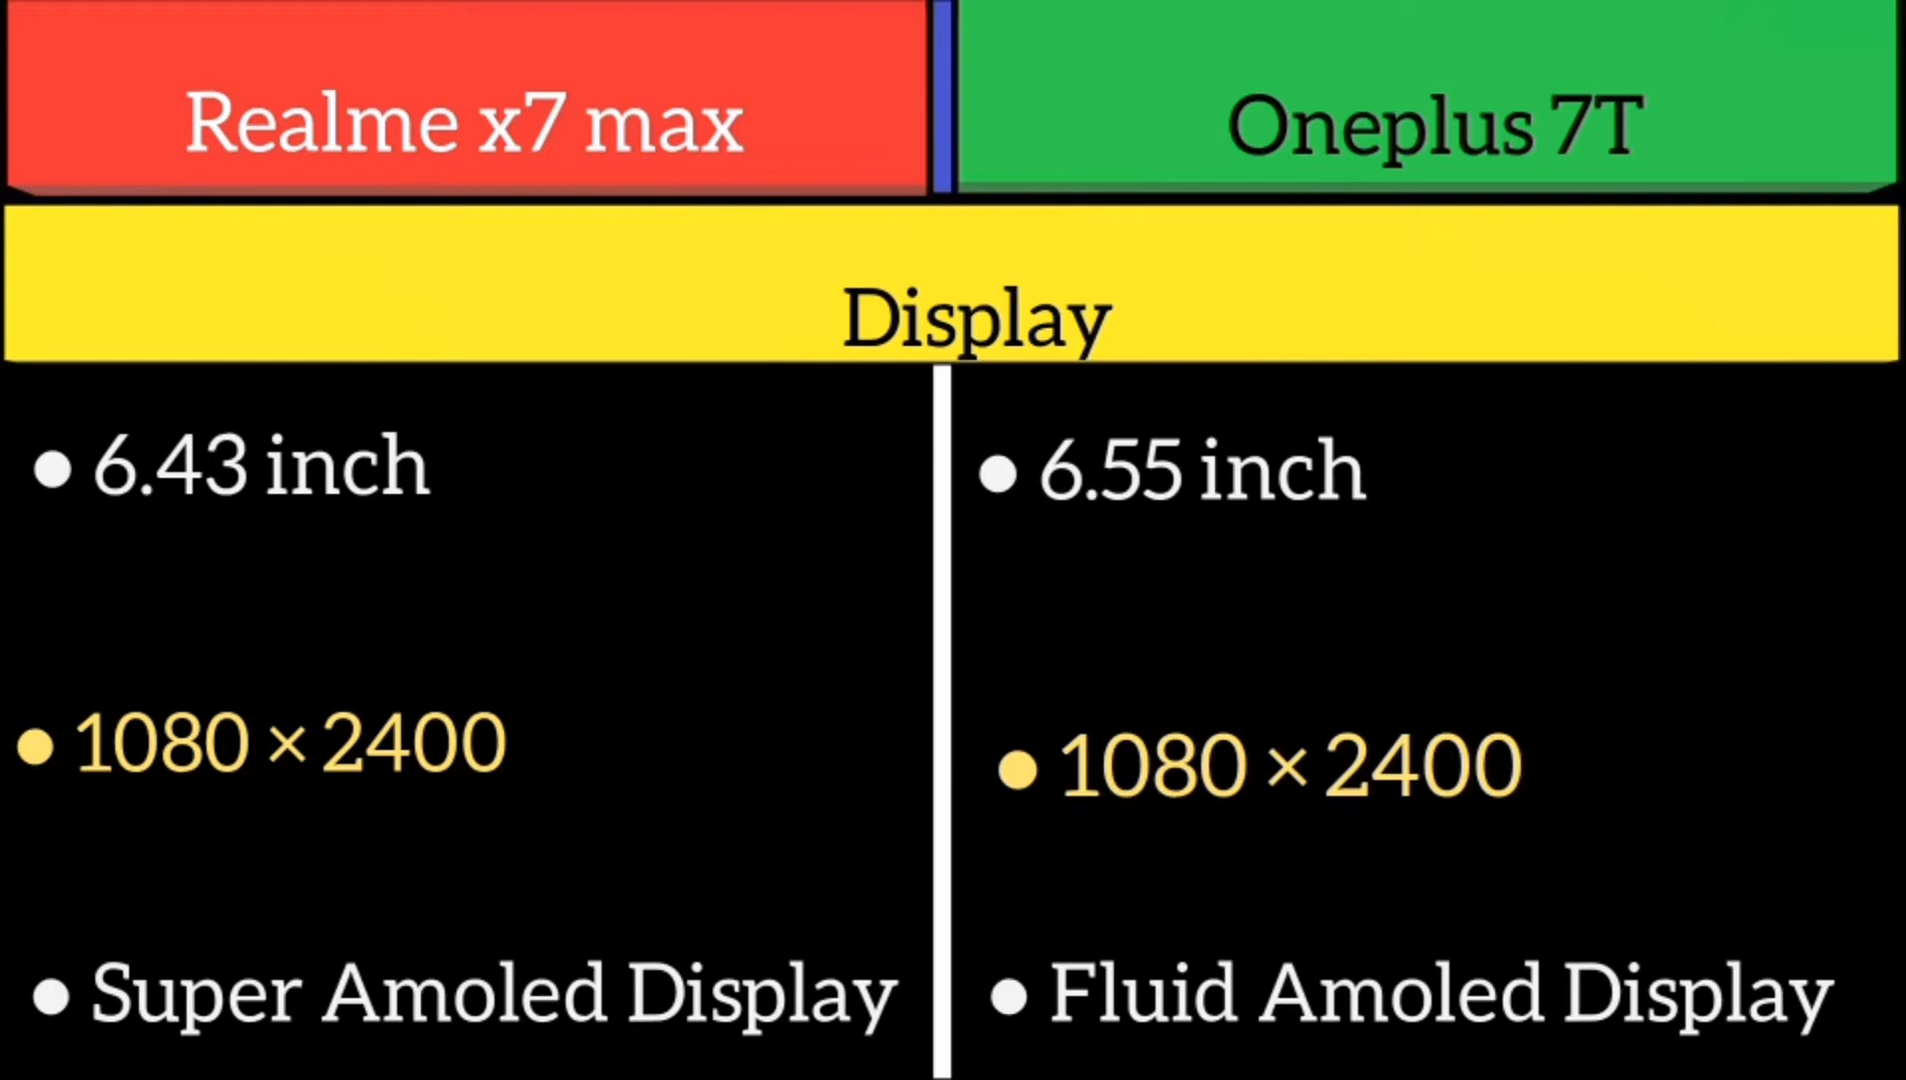 Realme x7 max
Oneplus 7T
Display
• 6.43 inch
• 6.55 inch
• 1080 × 2400
• 1080 × 2400
• Super Amoled Display
• Fluid Amoled Display